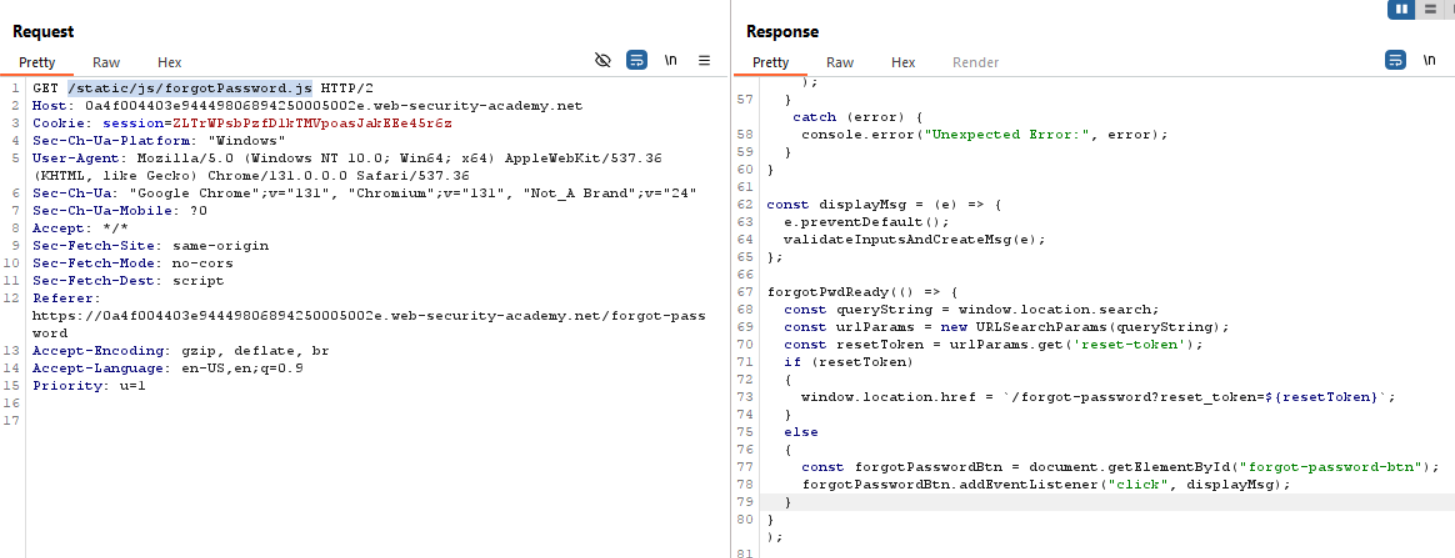 Request
Pretty Raw Hex \n
1 GET /static/js/forgotPassword.js HTTP/2
2 Host: 0a4f004403e94449806894250005002e.web-security-academy.net
3 Cookie: session=ZLTrWPsbPzfDlkTMVpoasJakEEe45r6z
4 Sec-Ch-Ua-Platform: "Windows"
5 User-Agent: Mozilla/5.0 (Windows NT 10.0; Win64; x64) AppleWebKit/537.36
(KHTML, like Gecko) Chrome/131.0.0.0 Safari/537.36
6 Sec-Ch-Ua: "Google Chrome";v="131", "Chromium";v="131", "Not_A Brand";v="24"
7 Sec-Ch-Ua-Mobile: ?0
8 Accept: */*
9 Sec-Fetch-Site: same-origin
10 Sec-Fetch-Mode: no-cors
11 Sec-Fetch-Dest: script
12 Referer:
https://0a4f004403e94449806894250005002e.web-security-academy.net/forgot-pass
word
13 Accept-Encoding: gzip, deflate, br
14 Accept-Language: en-US,en;q=0.9
15 Priority: u=1
16
17
Response
Pretty Raw Hex Render \n
);
57 }
catch (error) {
58 console.error("Unexpected Error:", error);
59 }
60 }
61
62 const displayMsg = (e) => {
63 e.preventDefault();
64 validateInputsAndCreateMsg(e);
65 };
66
67 forgotPwdReady(() => {
68 const queryString = window.location.search;
69 const urlParams = new URLSearchParams(queryString);
70 const resetToken = urlParams.get('reset-token');
71 if (resetToken)
72 {
73 window.location.href = `/forgot-password?reset_token=${resetToken}`;
74 }
75 else
76 {
77 const forgotPasswordBtn = document.getElementById("forgot-password-btn");
78 forgotPasswordBtn.addEventListener("click", displayMsg);
79 }
80 }
);
81